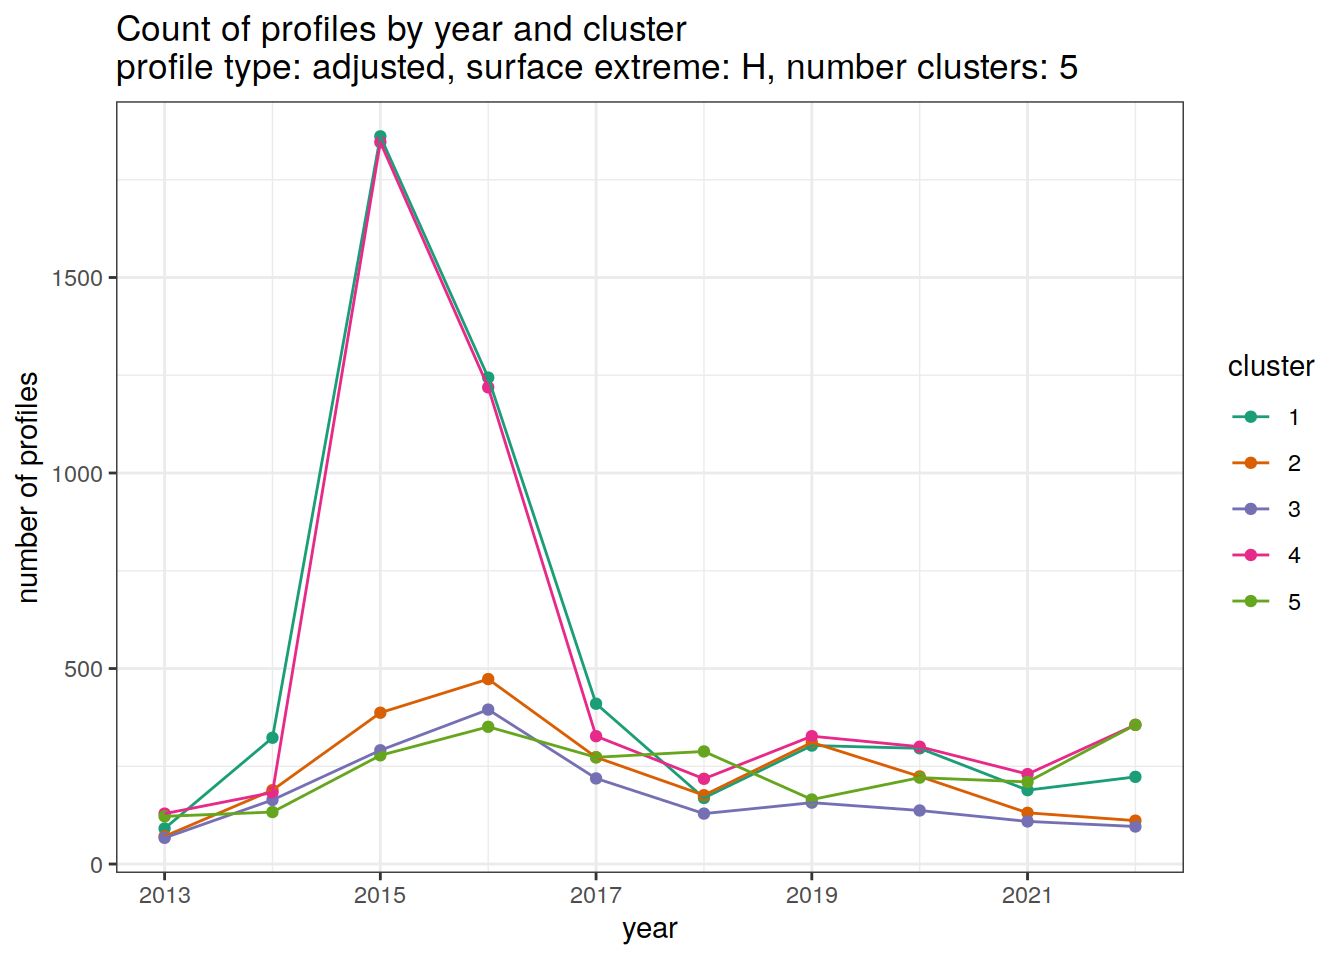 Count of profiles by year and cluster
profile type: adjusted, surface extreme: H, number clusters: 5
number of profiles
1500
1000
500
0
2013
2015
2017
2019
2021
year
cluster
1
2
3
4
5